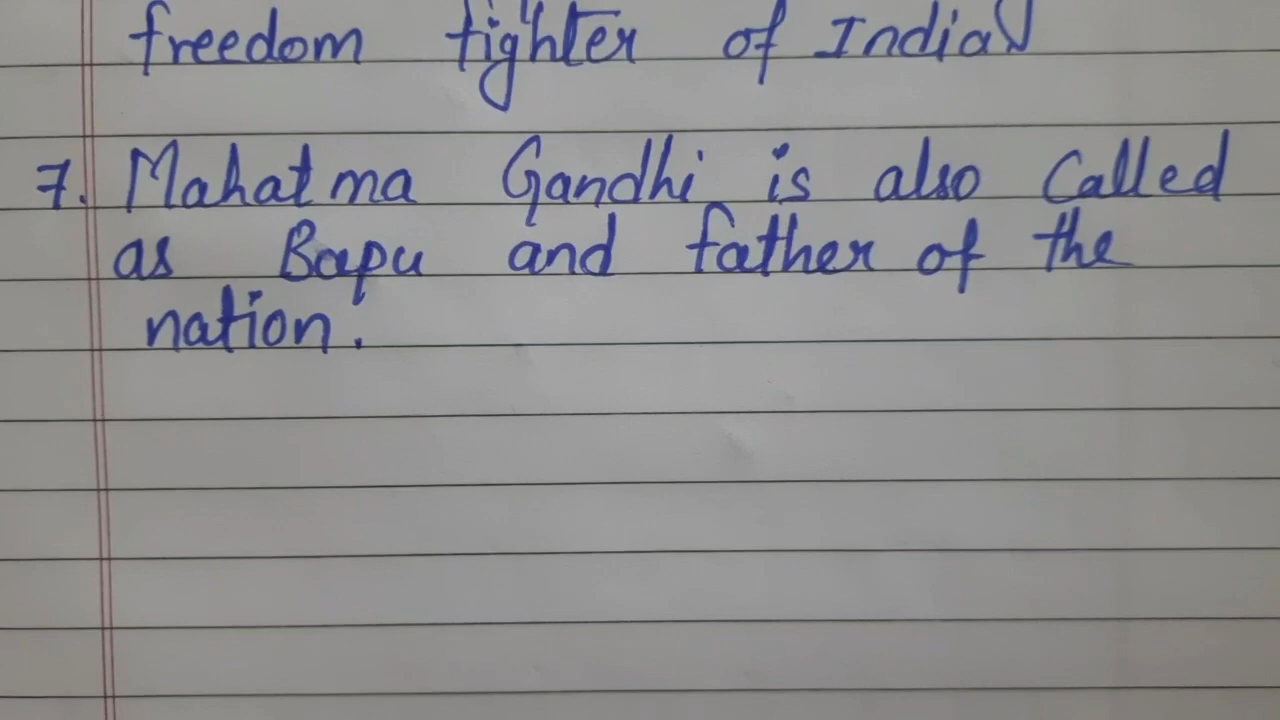 freedom fighter of India
7. Mahatma Gandhi is also called
as Bapu and father of the
nation.